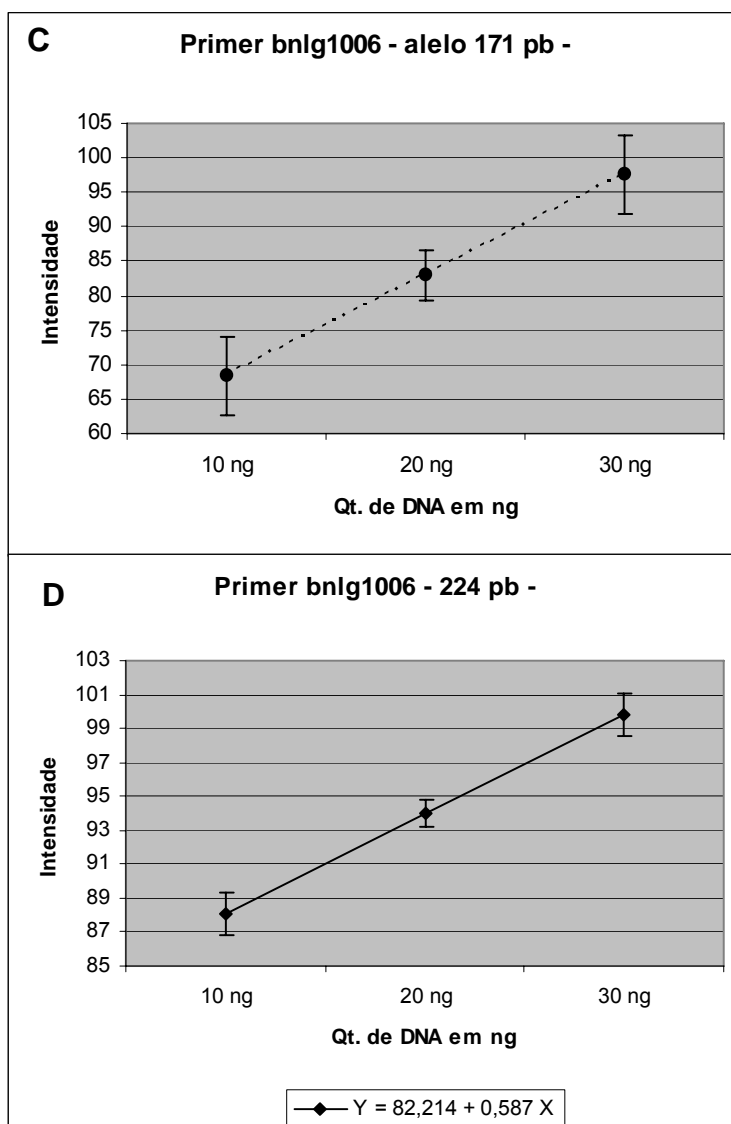 C
Primer bnlg1006 - alelo 171 pb -
Intensidade
105
100
95
90
85
80
75
70
65
60
10 ng 20 ng 30 ng
Qt. de DNA em ng
D
Primer bnlg1006 - 224 pb -
Intensidade
103
101
99
97
95
93
91
89
87
85
10 ng 20 ng 30 ng
Qt. de DNA em ng
Y = 82,214 + 0,587 X